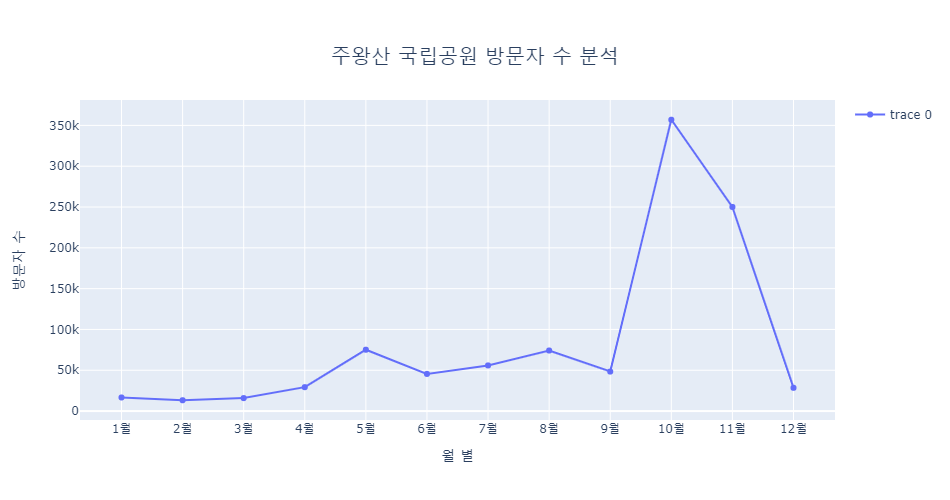 주왕산 국립공원 방문자 수 분석
trace 0
방문자 수
350k
300k
250k
200k
150k
100k
50k
0
1월 2월 3월 4월 5월 6월 7월 8월 9월 10월 11월 12월
월 별